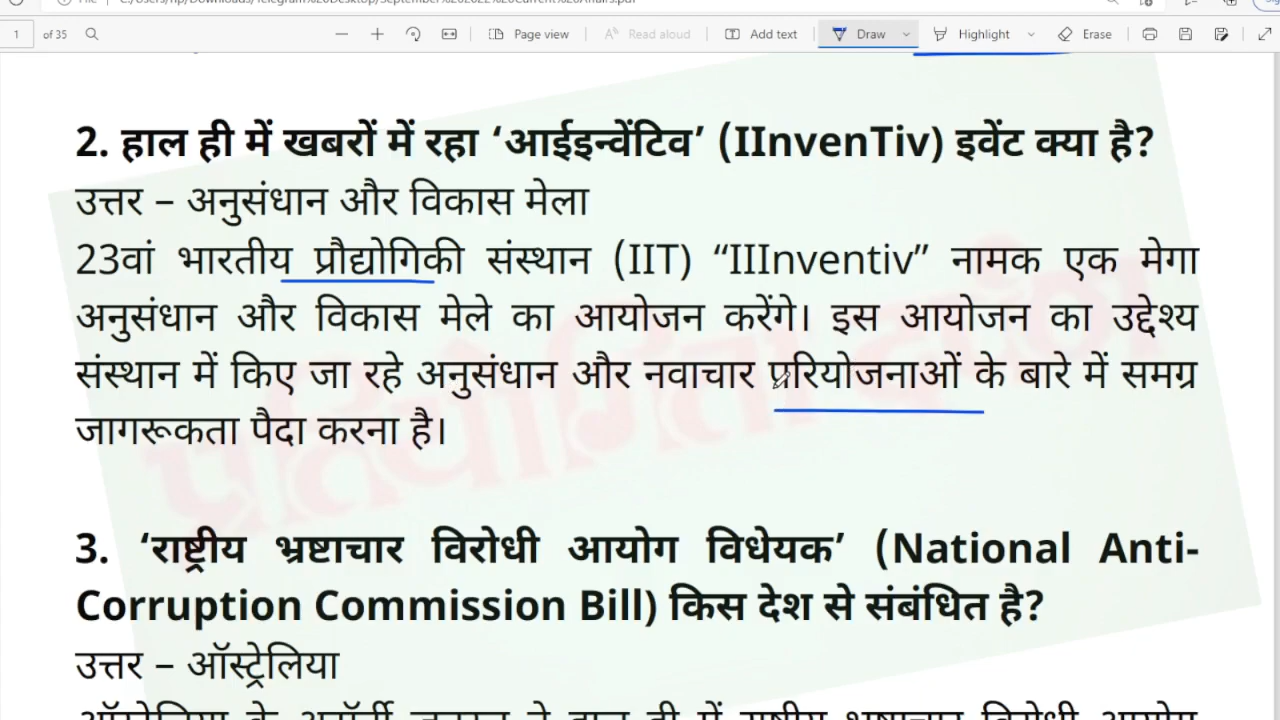 1 of 35 Page view Read aloud Add text Draw Highlight Erase
2. हाल ही में खबरों में रहा ‘आईइन्वेंटिव’ (IInvenTiv) इवेंट क्या है?
उत्तर – अनुसंधान और विकास मेला
23वां भारतीय प्रौद्योगिकी संस्थान (IIT) “IIInventiv” नामक एक मेगा
अनुसंधान और विकास मेले का आयोजन करेंगे। इस आयोजन का उद्देश्य
संस्थान में किए जा रहे अनुसंधान और नवाचार परियोजनाओं के बारे में समग्र
जागरूकता पैदा करना है।
3. ‘राष्ट्रीय भ्रष्टाचार विरोधी आयोग विधेयक’ (National Anti-
Corruption Commission Bill) किस देश से संबंधित है?
उत्तर – ऑस्ट्रेलिया